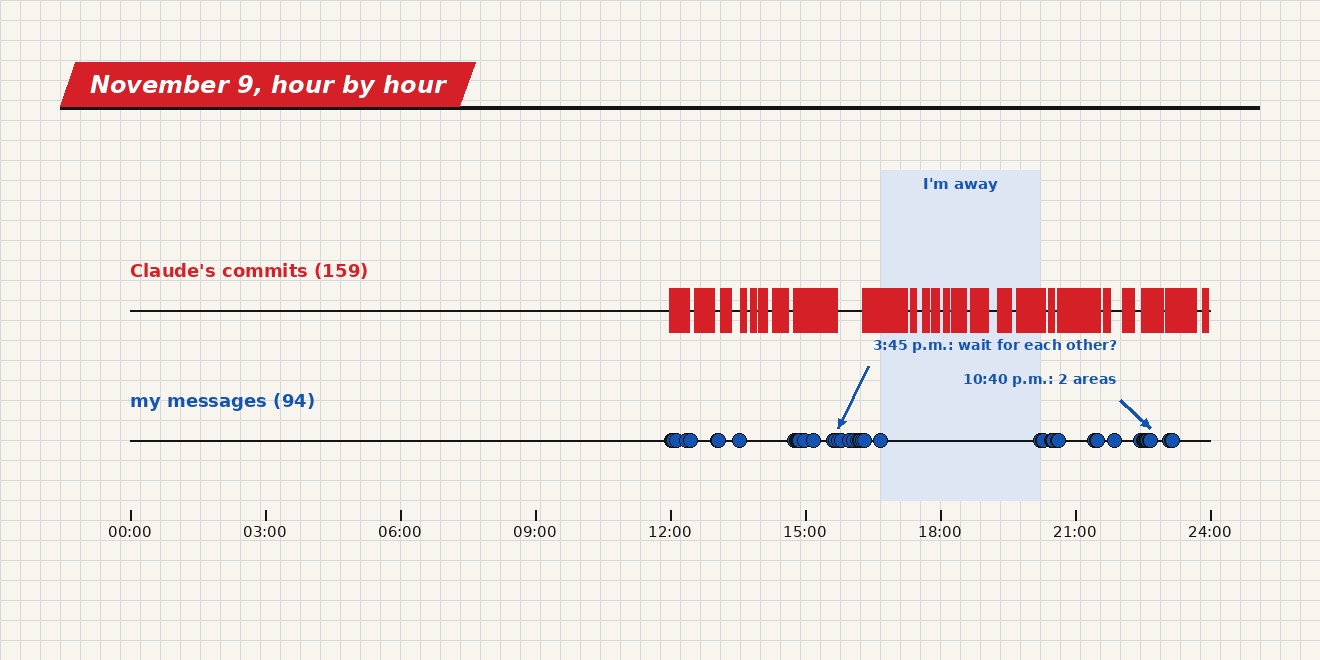 November 9, hour by hour
I'm away
Claude's commits (159)
3:45 p.m.: wait for each other?
10:40 p.m.: 2 areas
my messages (94)
00:00 03:00 06:00 09:00 12:00 15:00 18:00 21:00 24:00